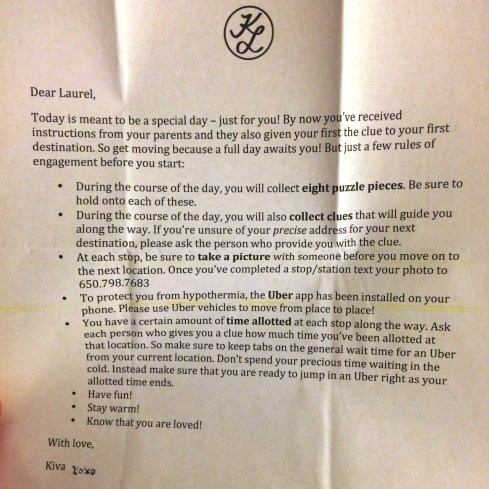 KL
Dear Laurel,
Today is meant to be a special day – just for you! By now you've received
instructions from your parents and they also given your first the clue to your first
destination. So get moving because a full day awaits you! But just a few rules of
engagement before you start:
• During the course of the day, you will collect eight puzzle pieces. Be sure to
hold onto each of these.
• During the course of the day, you will also collect clues that will guide you
along the way. If you're unsure of your precise address for your next
destination, please ask the person who provide you with the clue.
• At each stop, be sure to take a picture with someone before you move on to
the next location. Once you've completed a stop/station text your photo to
650.798.7683
• To protect you from hypothermia, the Uber app has been installed on your
phone. Please use Uber vehicles to move from place to place!
• You have a certain amount of time allotted at each stop along the way. Ask
each person who gives you a clue how much time you've been allotted at
that location. So make sure to keep tabs on the general wait time for an Uber
from your current location. Don't spend your precious time waiting in the
cold. Instead make sure that you are ready to jump in an Uber right as your
allotted time ends.
• Have fun!
• Stay warm!
• Know that you are loved!
With love,
Kiva xoxo